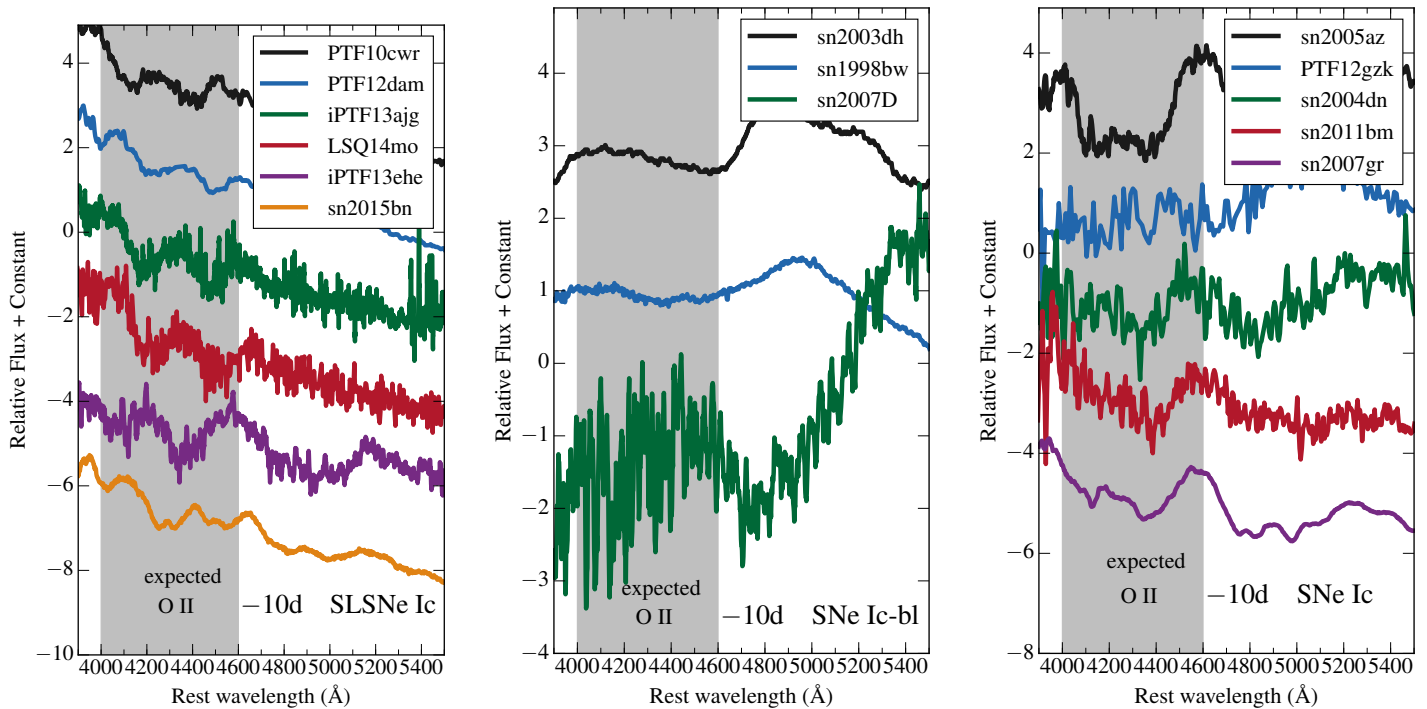 4
2
0
−2
−4
−6
−8
−10
Relative Flux + Constant
PTF10cwr
PTF12dam
iPTF13ajg
LSQ14mo
iPTF13ehe
sn2015bn
expected
O II
−10d SLSNe Ic
4000 4200 4400 4600 4800 5000 5200 5400
Rest wavelength (Å)
4
3
2
1
0
−1
−2
−3
−4
Relative Flux + Constant
sn2003dh
sn1998bw
sn2007D
expected
O II
−10d SNe Ic-bl
4000 4200 4400 4600 4800 5000 5200 5400
Rest wavelength (Å)
4
2
0
−2
−4
−6
−8
Relative Flux + Constant
sn2005az
PTF12gzk
sn2004dn
sn2011bm
sn2007gr
expected
O II
−10d SNe Ic
4000 4200 4400 4600 4800 5000 5200 5400
Rest wavelength (Å)